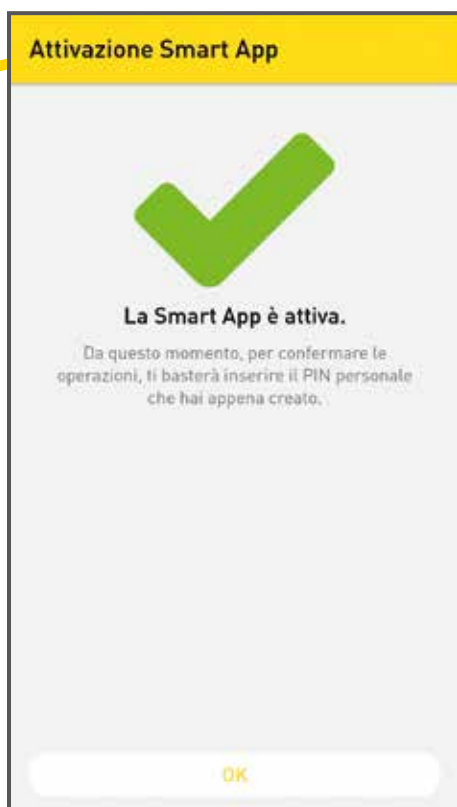 Attivazione Smart App
La Smart App è attiva.
Da questo momento, per confermare le
operazioni, ti basterà inserire il PIN personale
che hai appena creato.
OK